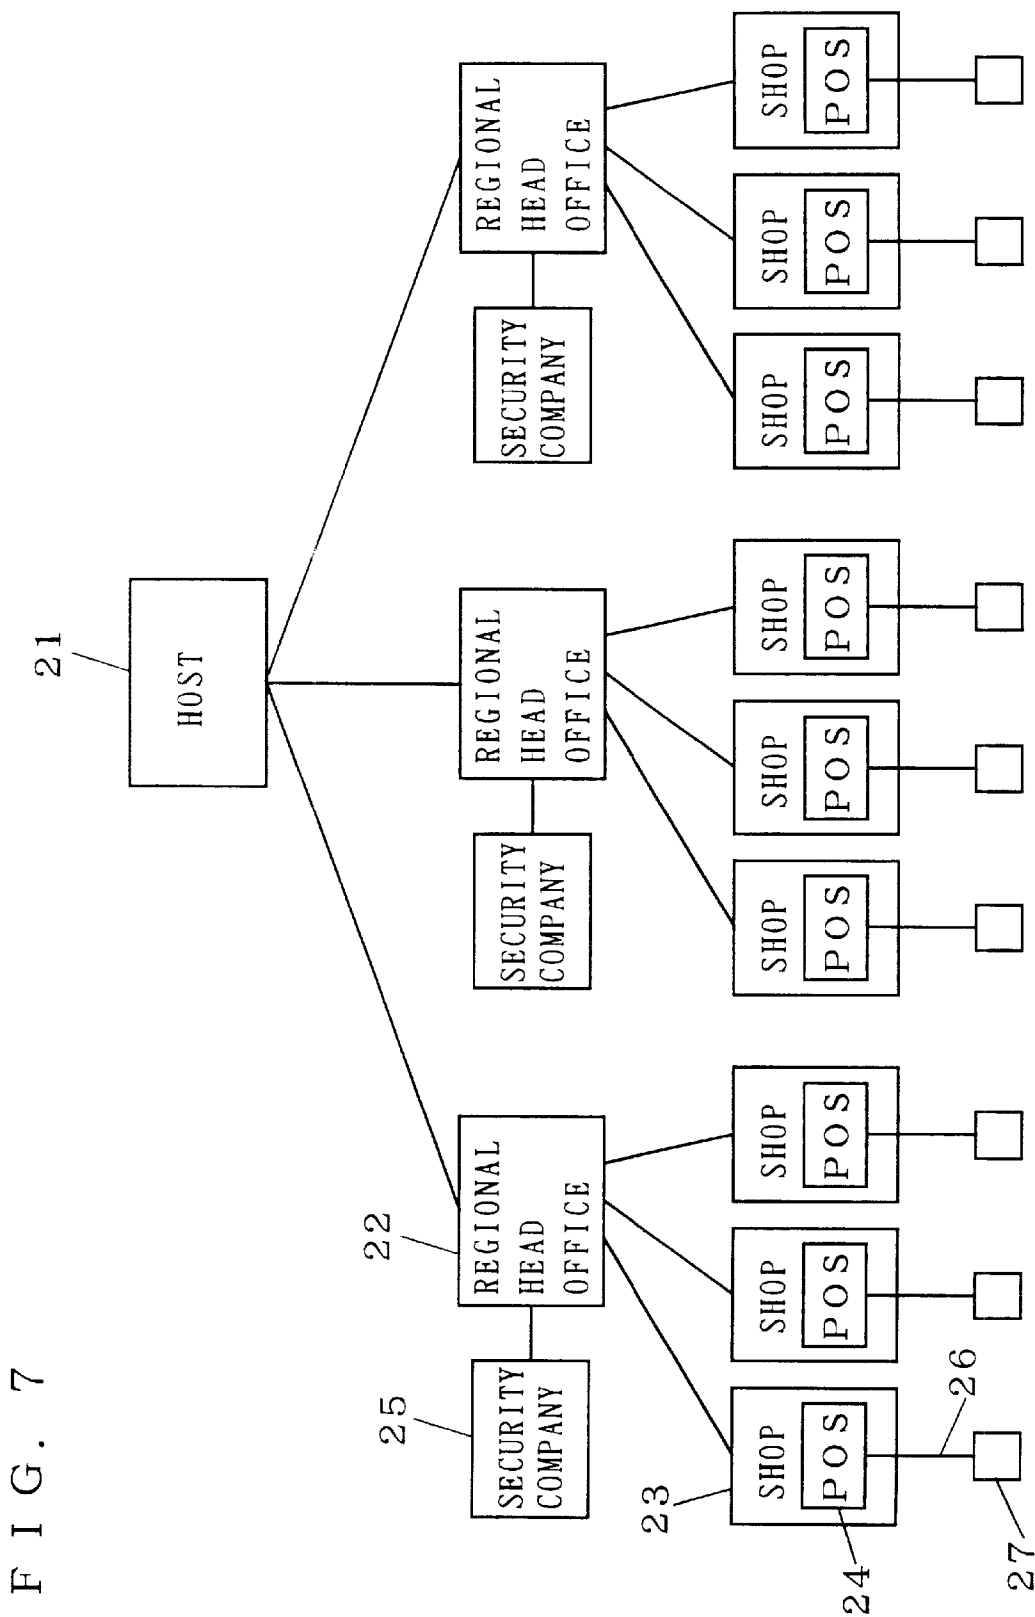 FIG. 7
21
HOST
22
REGIONAL
HEAD
OFFICE
REGIONAL
HEAD
OFFICE
REGIONAL
HEAD
OFFICE
25
SECURITY
COMPANY
SECURITY
COMPANY
SECURITY
COMPANY
23
SHOP
SHOP
SHOP
SHOP
SHOP
SHOP
SHOP
SHOP
SHOP
24
POS
POS
POS
POS
POS
POS
POS
POS
POS
26
27